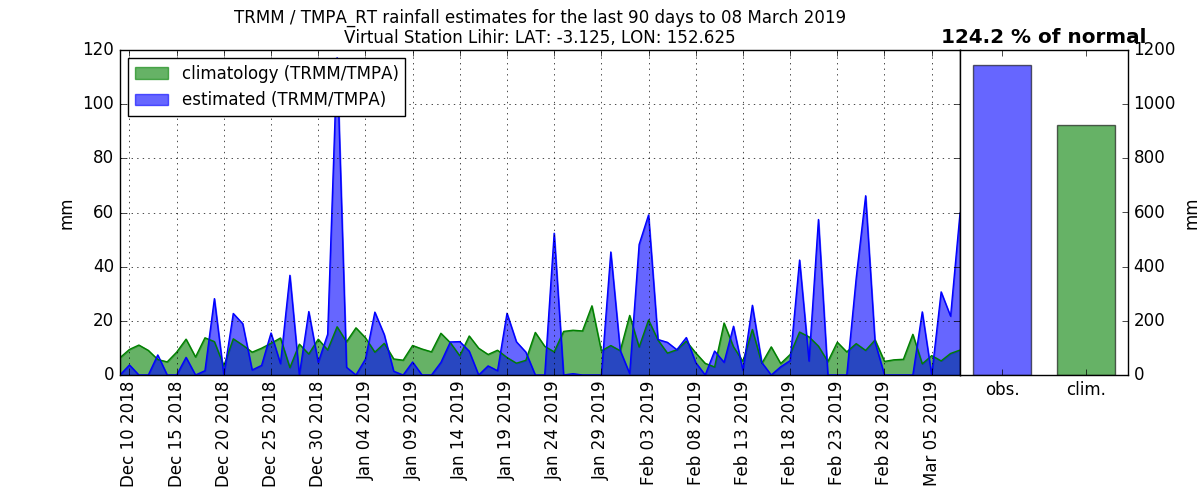 TRMM / TMPA_RT rainfall estimates for the last 90 days to 08 March 2019
Virtual Station Lihir: LAT: -3.125, LON: 152.625
124.2 % of normal
climatology (TRMM/TMPA)
estimated (TRMM/TMPA)
120
100
80
60
40
20
0
mm
Dec 10 2018
Dec 15 2018
Dec 20 2018
Dec 25 2018
Dec 30 2018
Jan 04 2019
Jan 09 2019
Jan 14 2019
Jan 19 2019
Jan 24 2019
Jan 29 2019
Feb 03 2019
Feb 08 2019
Feb 13 2019
Feb 18 2019
Feb 23 2019
Feb 28 2019
Mar 05 2019
obs.
clim.
1200
1000
800
600
400
200
0
mm